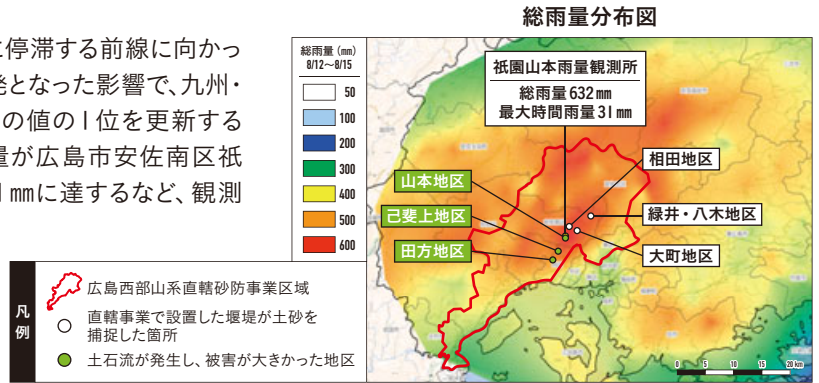 総雨量分布図
停滞する前線に向かっ
発となった影響で、九州・
の値の1位を更新する
量が広島市安佐南区祇
mmに達するなど、観測
総雨量(mm)
8/12〜8/15
50
100
200
300
400
500
600
祇園山本雨量観測所
総雨量632mm
最大時間雨量31mm
相田地区
山本地区
緑井・八木地区
己斐上地区
大町地区
田方地区
凡例
広島西部山系直轄砂防事業区域
直轄事業で設置した堰堤が土砂を
捕捉した箇所
土石流が発生し、被害が大きかった地区
0 5 10 15 20 km